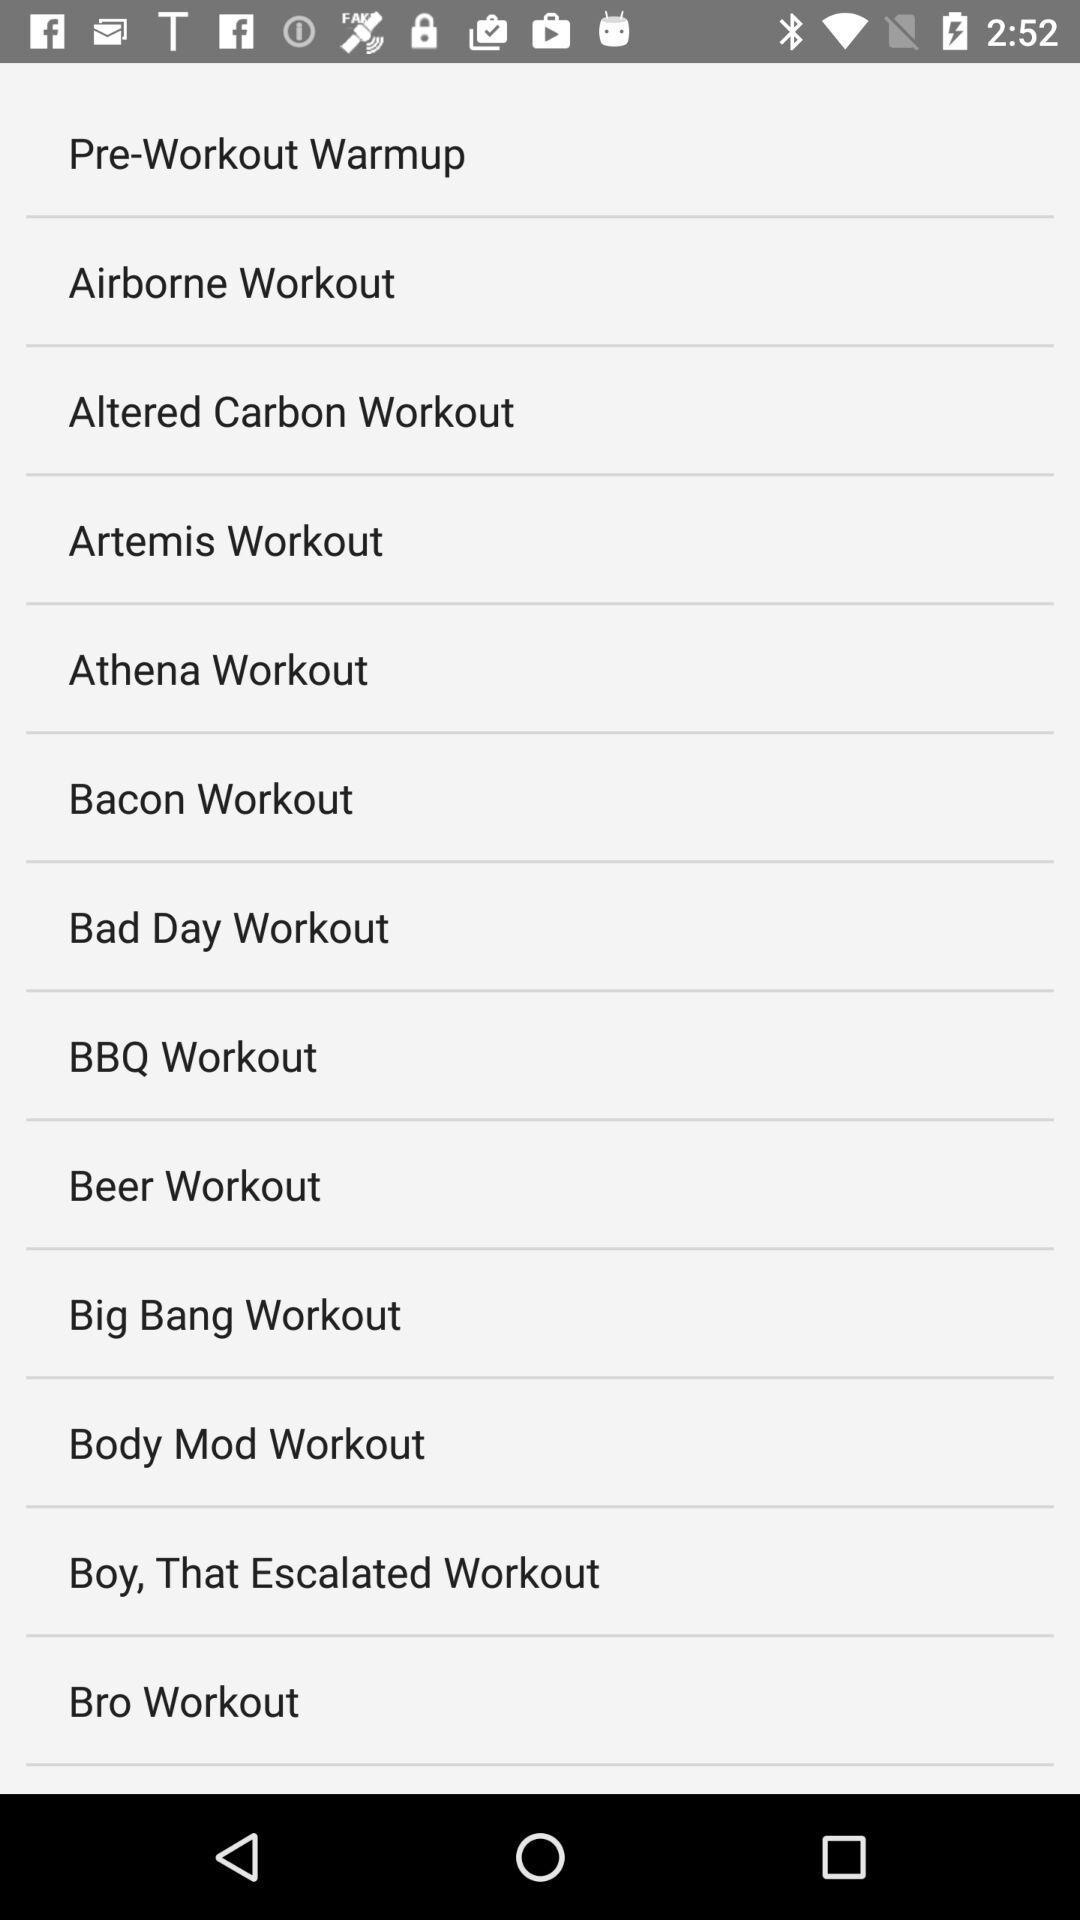 FAKE
2:52
Pre-Workout Warmup
Airborne Workout
Altered Carbon Workout
Artemis Workout
Athena Workout
Bacon Workout
Bad Day Workout
BBQ Workout
Beer Workout
Big Bang Workout
Body Mod Workout
Boy, That Escalated Workout
Bro Workout